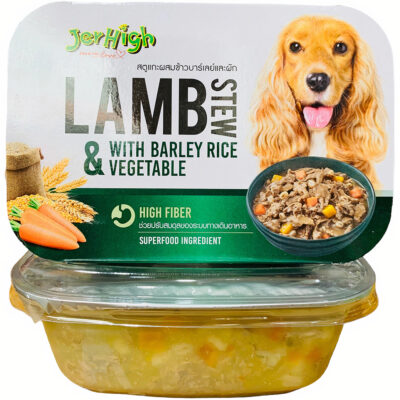 JerHigh
สตูแกะผสมข้าวบาร์เลย์และผัก
LAMB STEW
WITH BARLEY RICE
& VEGETABLE
HIGH FIBER
ช่วยปรับสมดุลของระบบทางเดินอาหาร
SUPERFOOD INGREDIENT